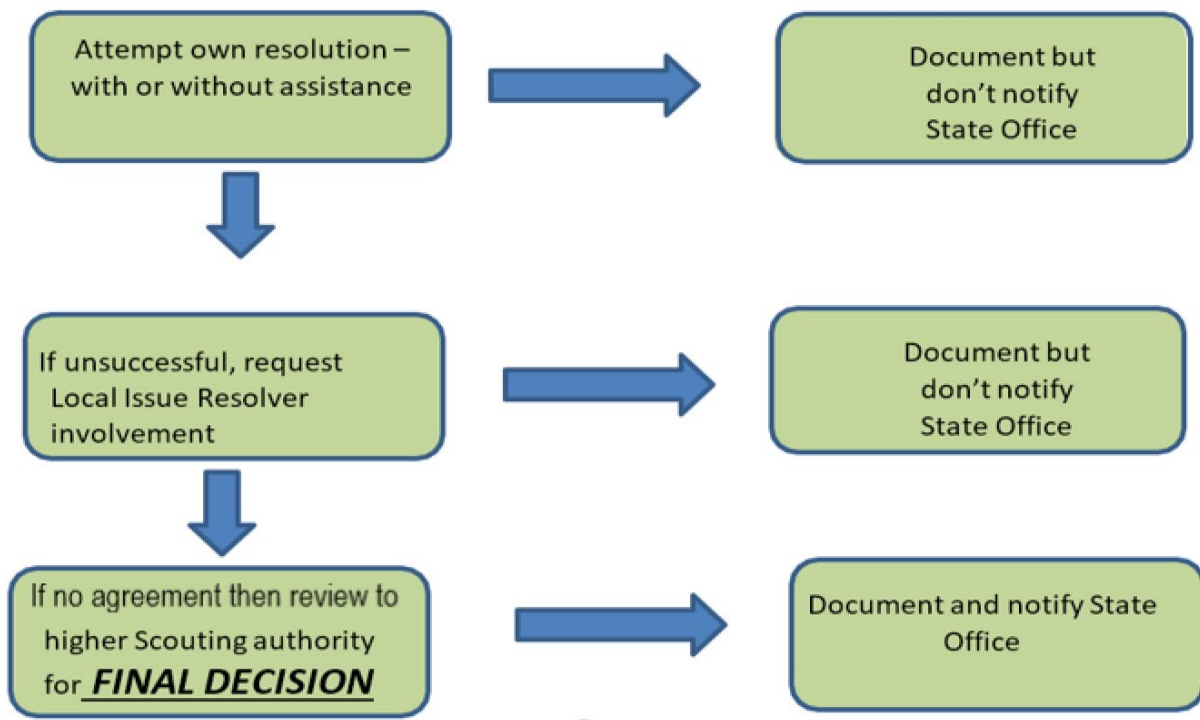 Attempt own resolution –
with or without assistance
Document but
don't notify
State Office
If unsuccessful, request
Local Issue Resolver
involvement
Document but
don't notify
State Office
If no agreement then review to
higher Scouting authority
for FINAL DECISION
Document and notify State
Office